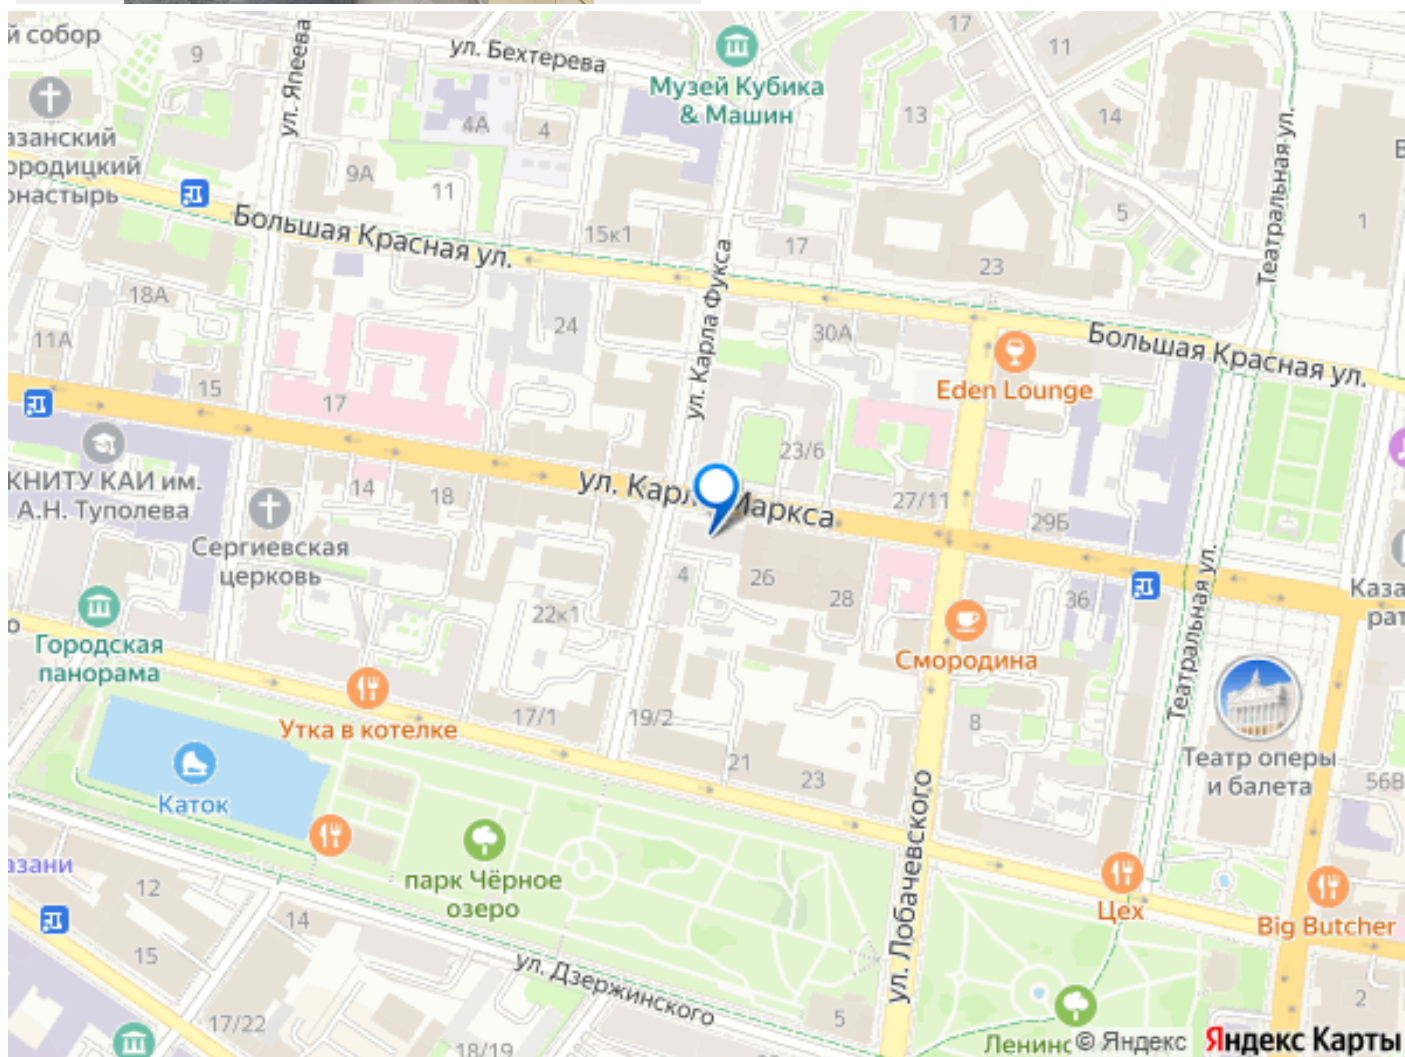 й собор
9
ул. Япеева
ул. Бехтерева
Музей Кубика
& Машин
17
11
13
14
Театральная ул.
азанский
ородицкий
онастырь
4А
4
9А
11
5
1
Большая Красная ул.
15к1
17
23
18А
24
ул. Карла Фукса
30А
11А
15
17
Eden Lounge
Большая Красная ул.
КНИТУ КАИ им.
А.Н. Туполева
14
18
ул. Карла Маркса
23/6
27/11
29Б
Сергиевская
церковь
4
26
28
36
Театральная ул.
Каза
рат
Городская
панорама
22к1
Смородина
Утка в котелке
17/1
19/2
21
23
8
Театр оперы
и балета
56В
Каток
ул. Лобачевского
парк Чёрное
озеро
азани
12
14
15
Цех
Big Butcher
ул. Дзержинского
17/22
18/19
5
2
Ленинс
© Яндекс Яндекс Карты